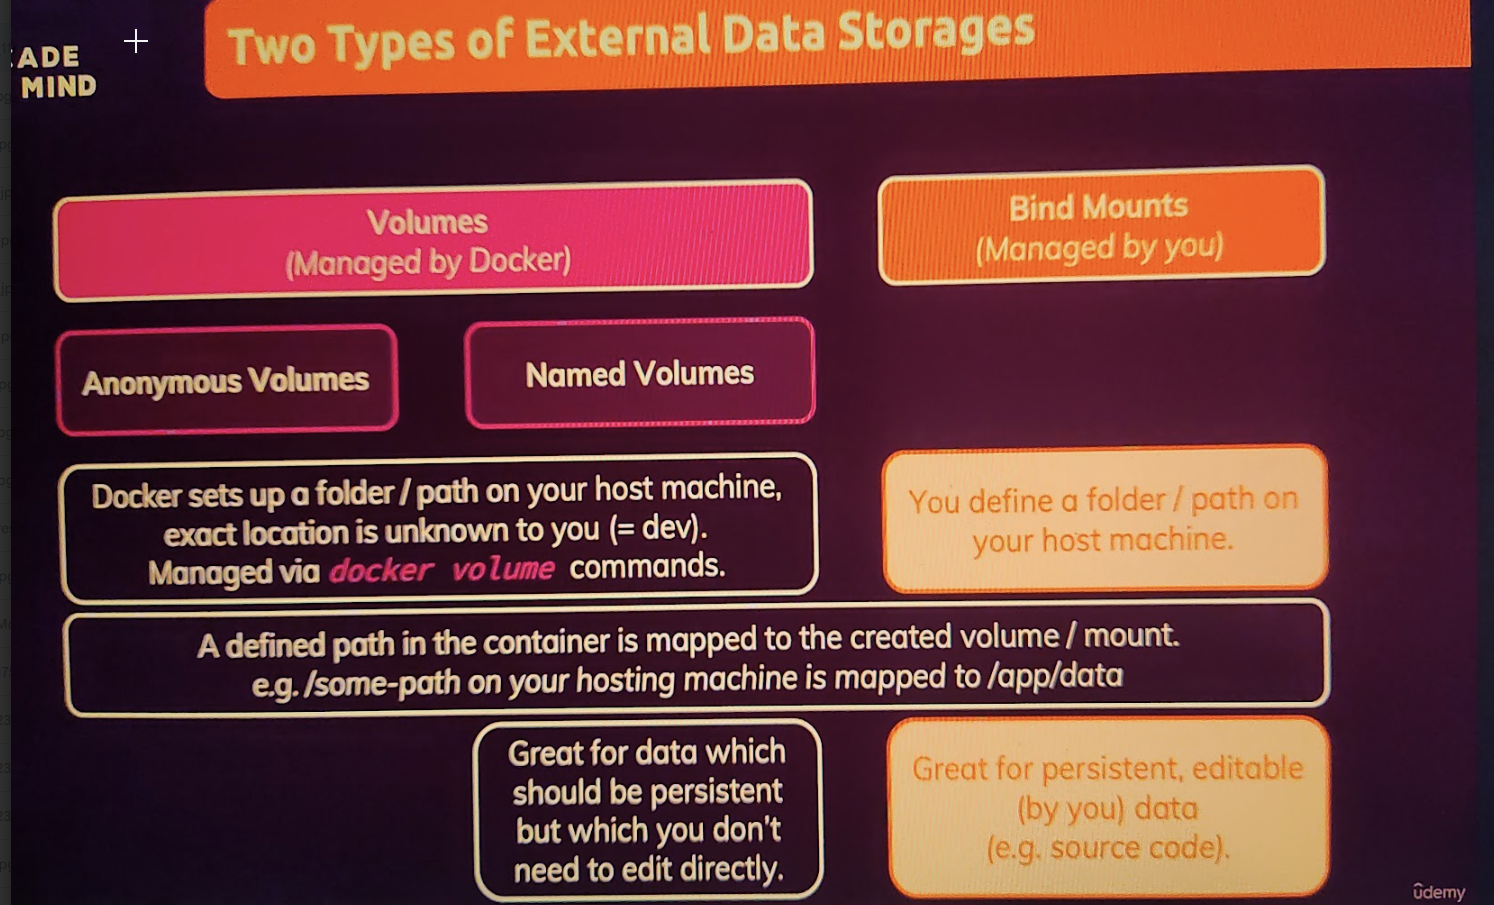 ADE
MIND
Two Types of External Data Storages
Volumes
(Managed by Docker)
Bind Mounts
(Managed by you)
Anonymous Volumes
Named Volumes
Docker sets up a folder / path on your host machine,
exact location is unknown to you (= dev).
Managed via docker volume commands.
You define a folder / path on
your host machine.
A defined path in the container is mapped to the created volume / mount.
e.g. /some-path on your hosting machine is mapped to /app/data
Great for data which
should be persistent
but which you don't
need to edit directly.
Great for persistent, editable
(by you) data
(e.g. source code).
ûdemy